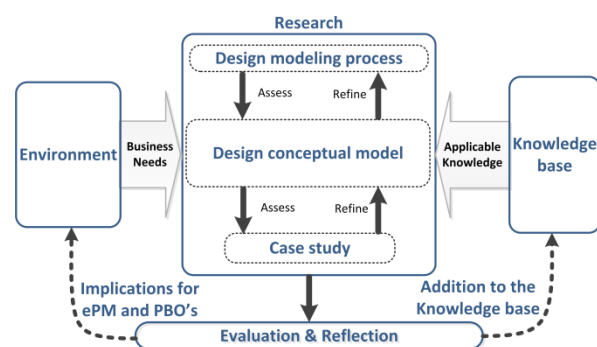 Research
Design modeling process
Assess
Refine
Environment
Business
Needs
Design conceptual model
Applicable
Knowledge
Knowledge
base
Assess
Refine
Case study
Implications for
ePM and PBO's
Addition to the
Knowledge base
Evaluation & Reflection